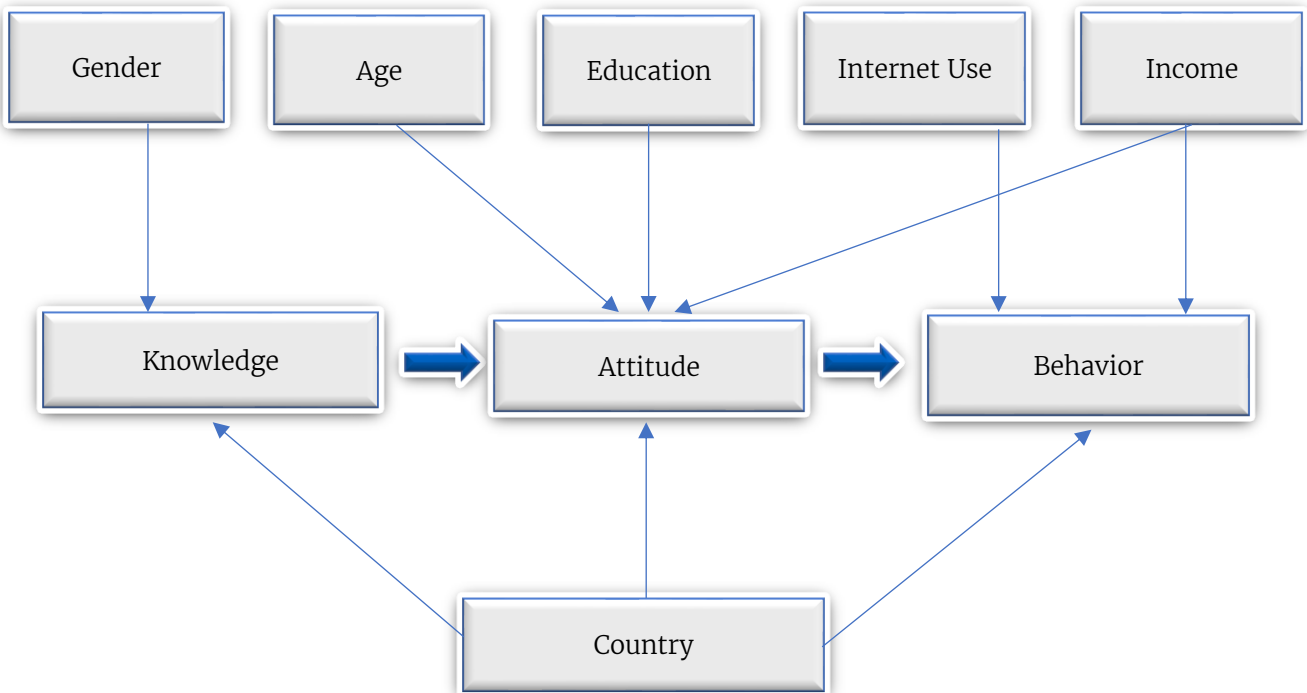 Gender
Age
Education
Internet Use
Income
Knowledge
Attitude
Behavior
Country